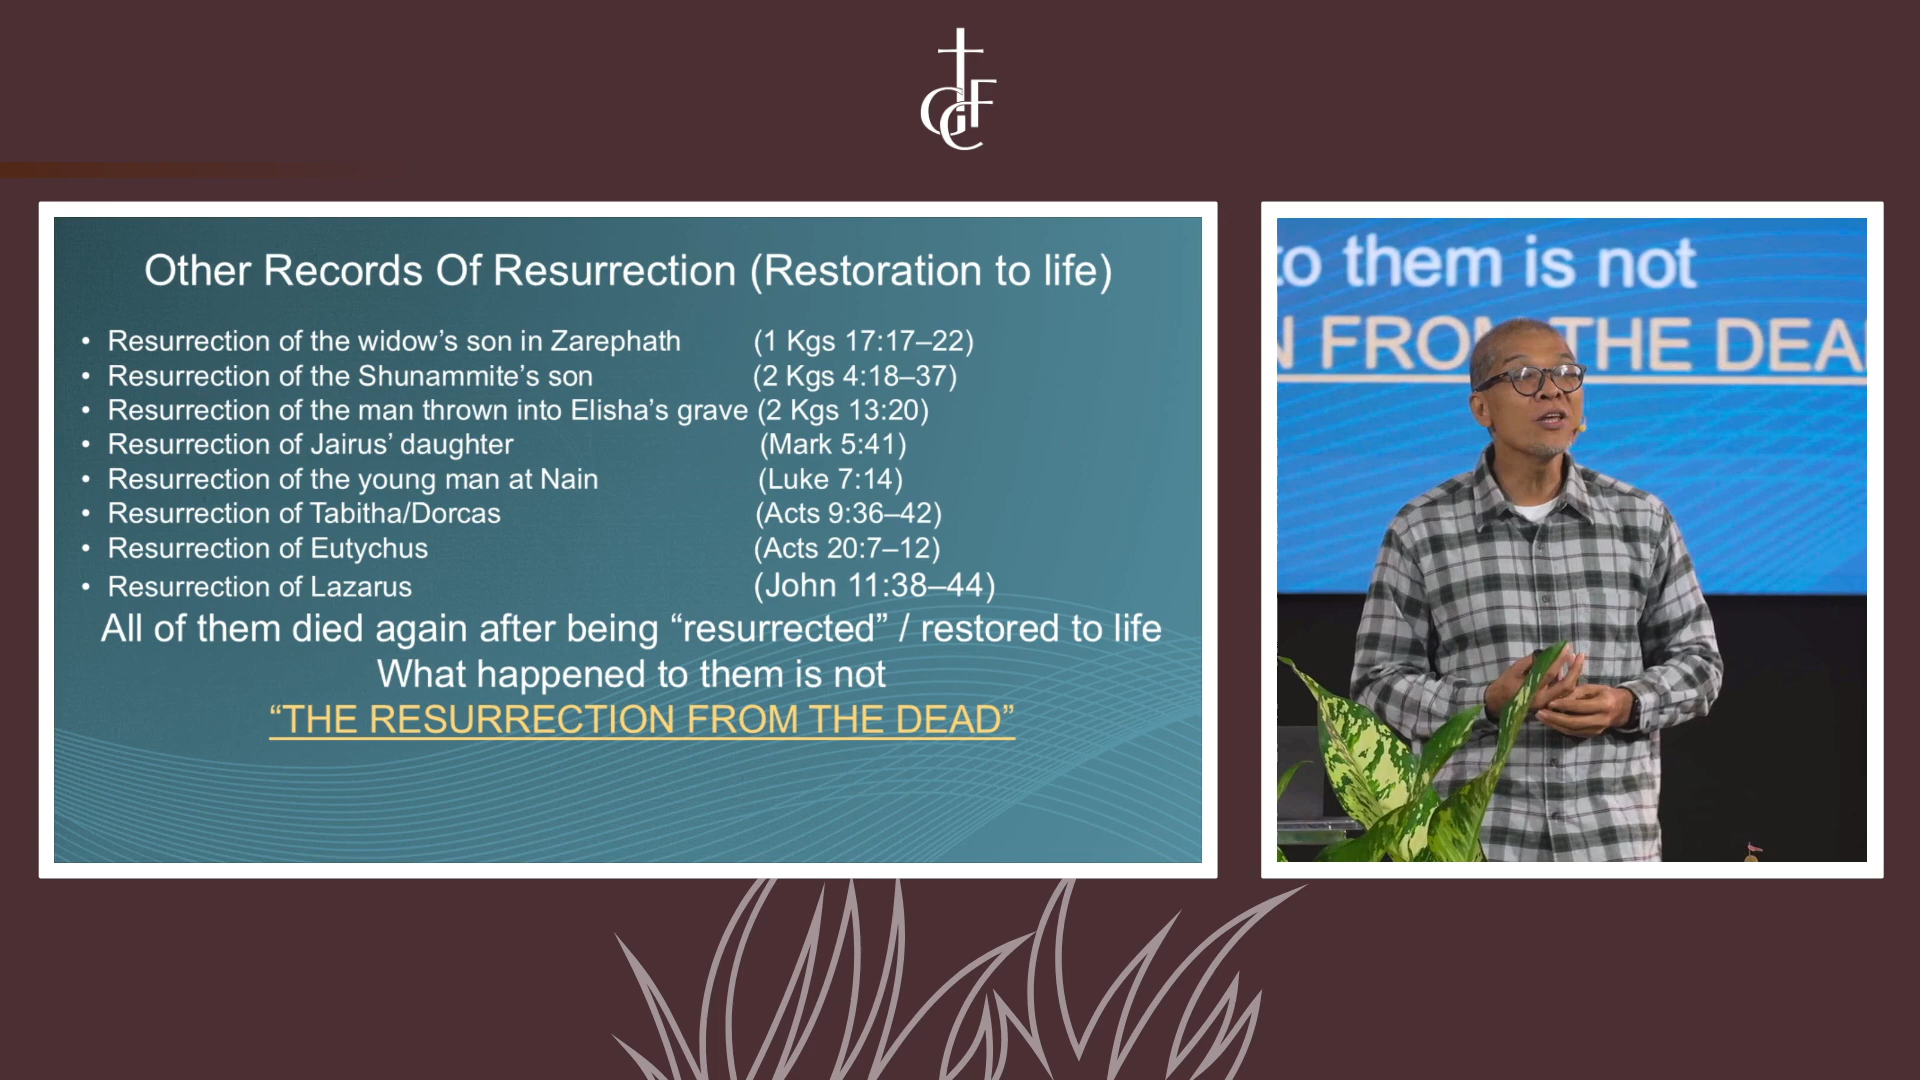 Other Records Of Resurrection (Restoration to life)
• Resurrection of the widow’s son in Zarephath (1 Kgs 17:17–22)
• Resurrection of the Shunammite’s son (2 Kgs 4:18–37)
• Resurrection of the man thrown into Elisha’s grave (2 Kgs 13:20)
• Resurrection of Jairus’ daughter (Mark 5:41)
• Resurrection of the young man at Nain (Luke 7:14)
• Resurrection of Tabitha/Dorcas (Acts 9:36–42)
• Resurrection of Eutychus (Acts 20:7–12)
• Resurrection of Lazarus (John 11:38–44)
All of them died again after being “resurrected” / restored to life
What happened to them is not
“THE RESURRECTION FROM THE DEAD”
to them is not
N FROM THE DEA